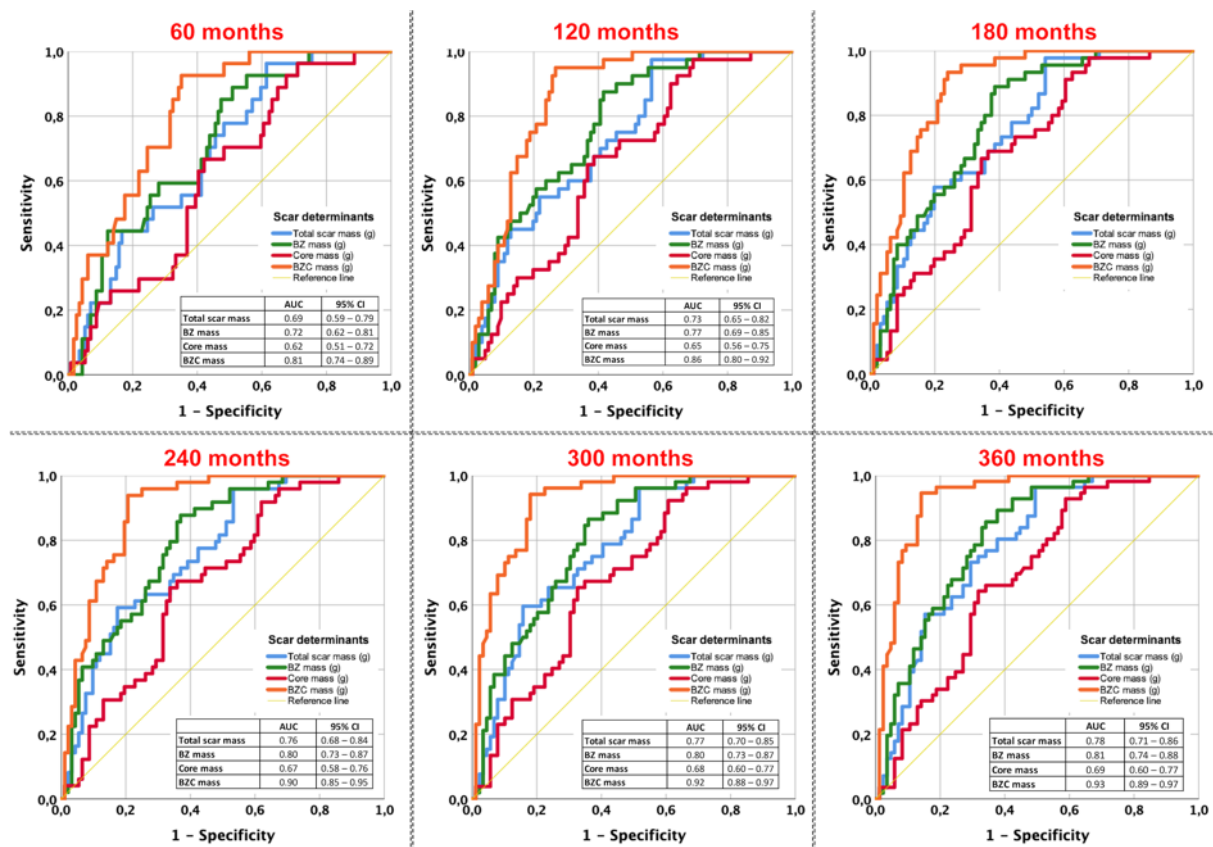 60 months
Sensitivity
1,0
0,8
0,6
0,4
0,2
0,0
Scar determinants
Total scar mass (g)
BZ mass (g)
Core mass (g)
BZC mass (g)
Reference line
AUC 95% CI
Total scar mass 0.69 0.59 – 0.79
BZ mass 0.72 0.62 – 0.81
Core mass 0.62 0.51 – 0.72
BZC mass 0.81 0.74 – 0.89
0,0 0,2 0,4 0,6 0,8 1,0
1 – Specificity
120 months
Sensitivity
1,0
0,8
0,6
0,4
0,2
0,0
Scar determinants
Total scar mass (g)
BZ mass (g)
Core mass (g)
BZC mass (g)
Reference line
AUC 95% CI
Total scar mass 0.73 0.65 – 0.82
BZ mass 0.77 0.69 – 0.85
Core mass 0.65 0.56 – 0.75
BZC mass 0.86 0.80 – 0.92
0,0 0,2 0,4 0,6 0,8 1,0
1 – Specificity
180 months
Sensitivity
1,0
0,8
0,6
0,4
0,2
0,0
Scar determinants
Total scar mass (g)
BZ mass (g)
Core mass (g)
BZC mass (g)
Reference line
0,0 0,2 0,4 0,6 0,8 1,0
1 – Specificity
240 months
Sensitivity
1,0
0,8
0,6
0,4
0,2
0,0
Scar determinants
Total scar mass (g)
BZ mass (g)
Core mass (g)
BZC mass (g)
Reference line
AUC 95% CI
Total scar mass 0.76 0.68 – 0.84
BZ mass 0.80 0.73 – 0.87
Core mass 0.67 0.58 – 0.76
BZC mass 0.90 0.85 – 0.95
0,0 0,2 0,4 0,6 0,8 1,0
1 – Specificity
300 months
Sensitivity
1,0
0,8
0,6
0,4
0,2
0,0
Scar determinants
Total scar mass (g)
BZ mass (g)
Core mass (g)
BZC mass (g)
Reference line
AUC 95% CI
Total scar mass 0.77 0.70 – 0.85
BZ mass 0.80 0.73 – 0.87
Core mass 0.68 0.60 – 0.77
BZC mass 0.92 0.88 – 0.97
0,0 0,2 0,4 0,6 0,8 1,0
1 – Specificity
360 months
Sensitivity
1,0
0,8
0,6
0,4
0,2
0,0
Scar determinants
Total scar mass (g)
BZ mass (g)
Core mass (g)
BZC mass (g)
Reference line
AUC 95% CI
Total scar mass 0.78 0.71 – 0.86
BZ mass 0.81 0.74 – 0.88
Core mass 0.69 0.60 – 0.77
BZC mass 0.93 0.89 – 0.97
0,0 0,2 0,4 0,6 0,8 1,0
1 – Specificity